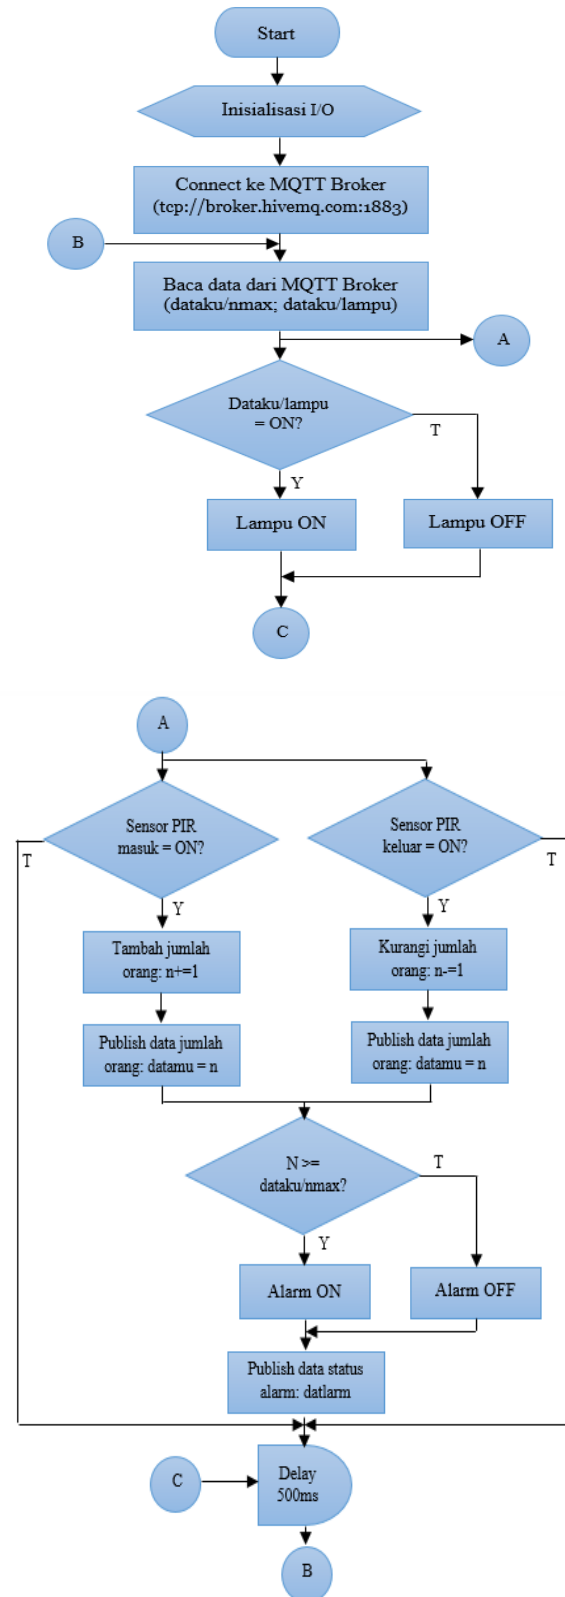 Start
Inisialisasi I/O
Connect ke MQTT Broker
(tcp://broker.hivemq.com:1883)
B
Baca data dari MQTT Broker
(dataku/nmax; dataku/lampu)
A
Dataku/lampu
= ON?
T
Y
Lampu ON
Lampu OFF
C
A
Sensor PIR
masuk = ON?
T
Y
Sensor PIR
keluar = ON?
T
Y
Tambah jumlah
orang: n+=1
Kurangi jumlah
orang: n-=1
Publish data jumlah
orang: datamu = n
Publish data jumlah
orang: datamu = n
N >=
dataku/nmax?
T
Y
Alarm ON
Alarm OFF
Publish data status
alarm: datlarm
C
Delay
500ms
B